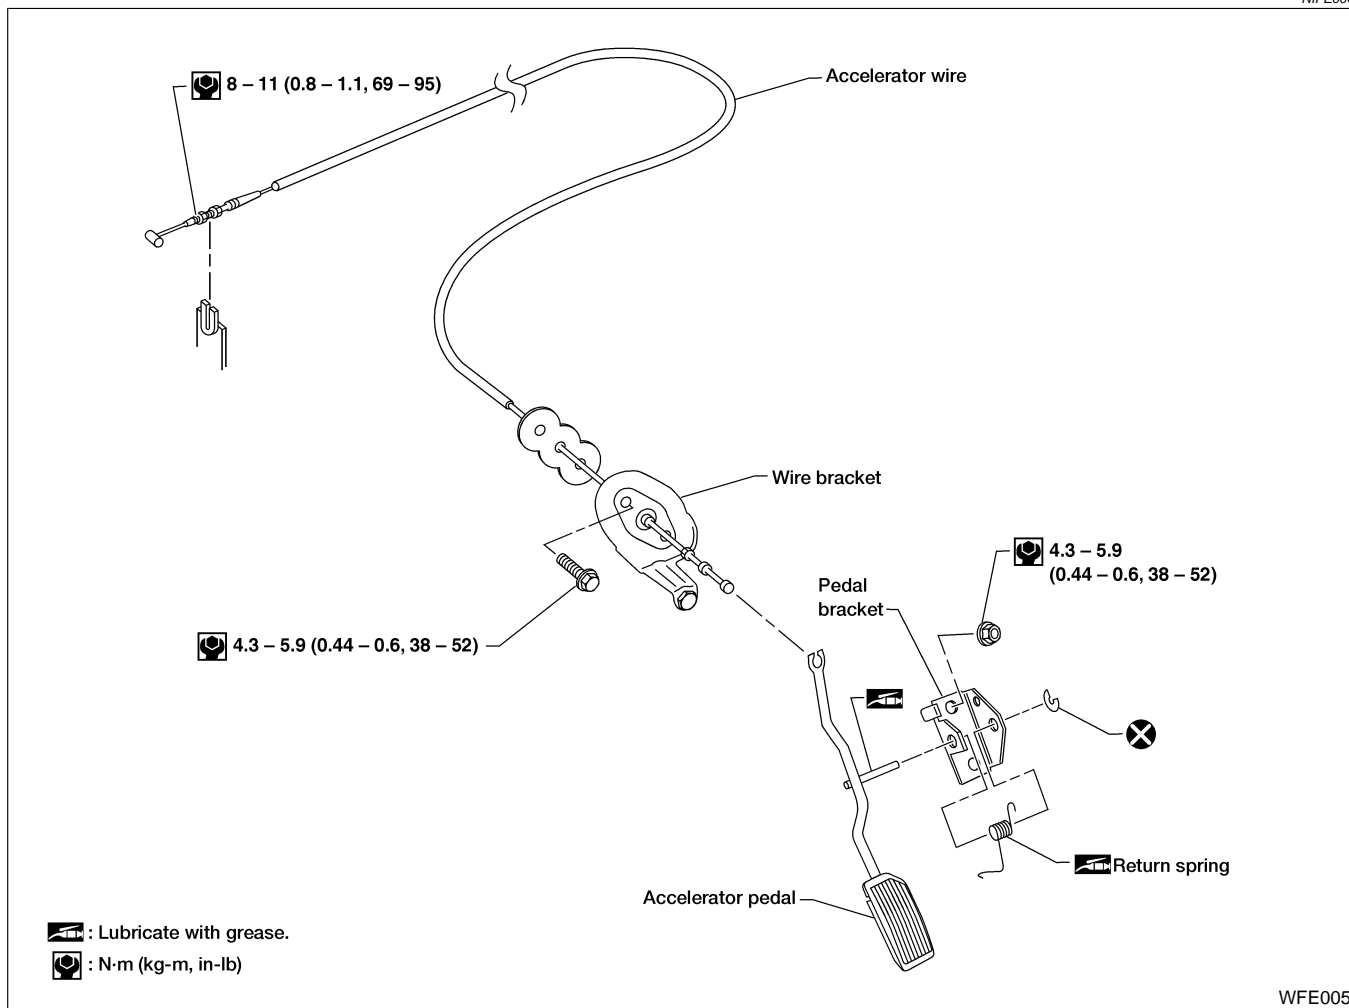 8 – 11 (0.8 – 1.1, 69 – 95)
Accelerator wire
Wire bracket
4.3 – 5.9
(0.44 – 0.6, 38 – 52)
Pedal
bracket
4.3 – 5.9 (0.44 – 0.6, 38 – 52)
Return spring
Accelerator pedal
: Lubricate with grease.
: N·m (kg-m, in-lb)
WFE005